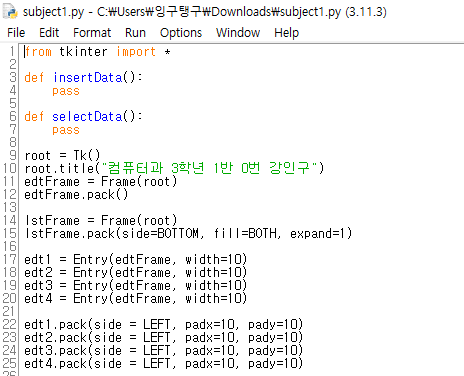 subject1.py - C:\Users\잉구탱구\Downloads\subject1.py (3.11.3)
File Edit Format Run Options Window Help
1 from tkinter import *
2
3 def insertData():
4     pass
5
6 def selectData():
7     pass
8
9 root = Tk()
10 root.title("컴퓨터과 3학년 1반 0번 강인구")
11 edtFrame = Frame(root)
12 edtFrame.pack()
13
14 lstFrame = Frame(root)
15 lstFrame.pack(side=BOTTOM, fill=BOTH, expand=1)
16
17 edt1 = Entry(edtFrame, width=10)
18 edt2 = Entry(edtFrame, width=10)
19 edt3 = Entry(edtFrame, width=10)
20 edt4 = Entry(edtFrame, width=10)
21
22 edt1.pack(side = LEFT, padx=10, pady=10)
23 edt2.pack(side = LEFT, padx=10, pady=10)
24 edt3.pack(side = LEFT, padx=10, pady=10)
25 edt4.pack(side = LEFT, padx=10, pady=10)